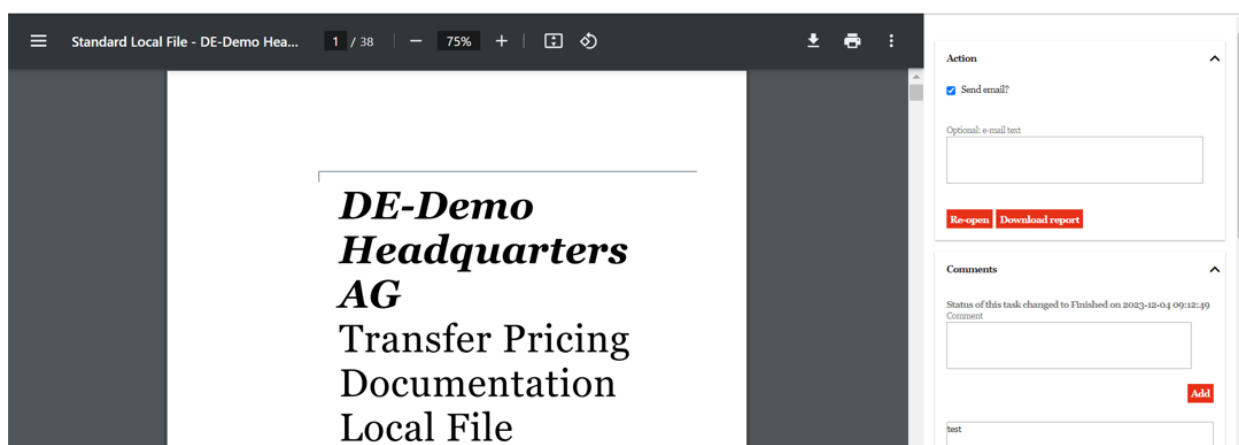 Standard Local File - DE-Demo Hea... 1 / 38 75%
DE-Demo
Headquarters
AG
Transfer Pricing
Documentation
Local File
Action
Send email?
Optional: e-mail text
Re-open Download report
Comments
Status of this task changed to Finished on 2023-12-04 09:12:49
Comment
Add
test